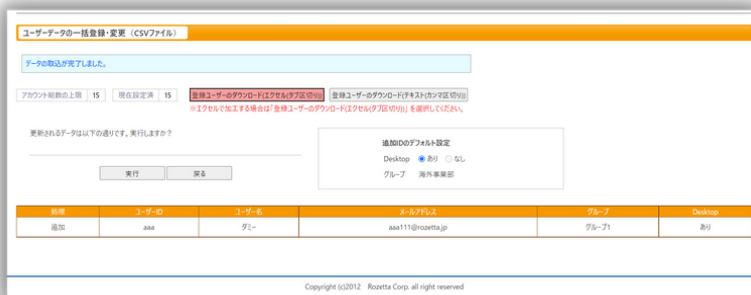 ユーザーデータの一括登録・変更（CSVファイル）
データの取込が完了しました。
アカウント総数の上限 15 現在設定済 15 登録ユーザーのダウンロード(エクセル(タブ区切り)) 登録ユーザーのダウンロード(テキスト(カンマ区切り))
※エクセルで加工する場合は「登録ユーザーのダウンロード(エクセル(タブ区切り))」を選択してください。
更新されるデータは以下の通りです。実行しますか？
実行 戻る
追加IDのデフォルト設定
Desktop あり なし
グループ 海外事業部
処理 ユーザーID ユーザー名 メールアドレス グループ Desktop
追加 aaa ダミー aaa111@rozetta.jp グループ1 あり
Copyright (c)2012 Rozetta Corp. all right reserved